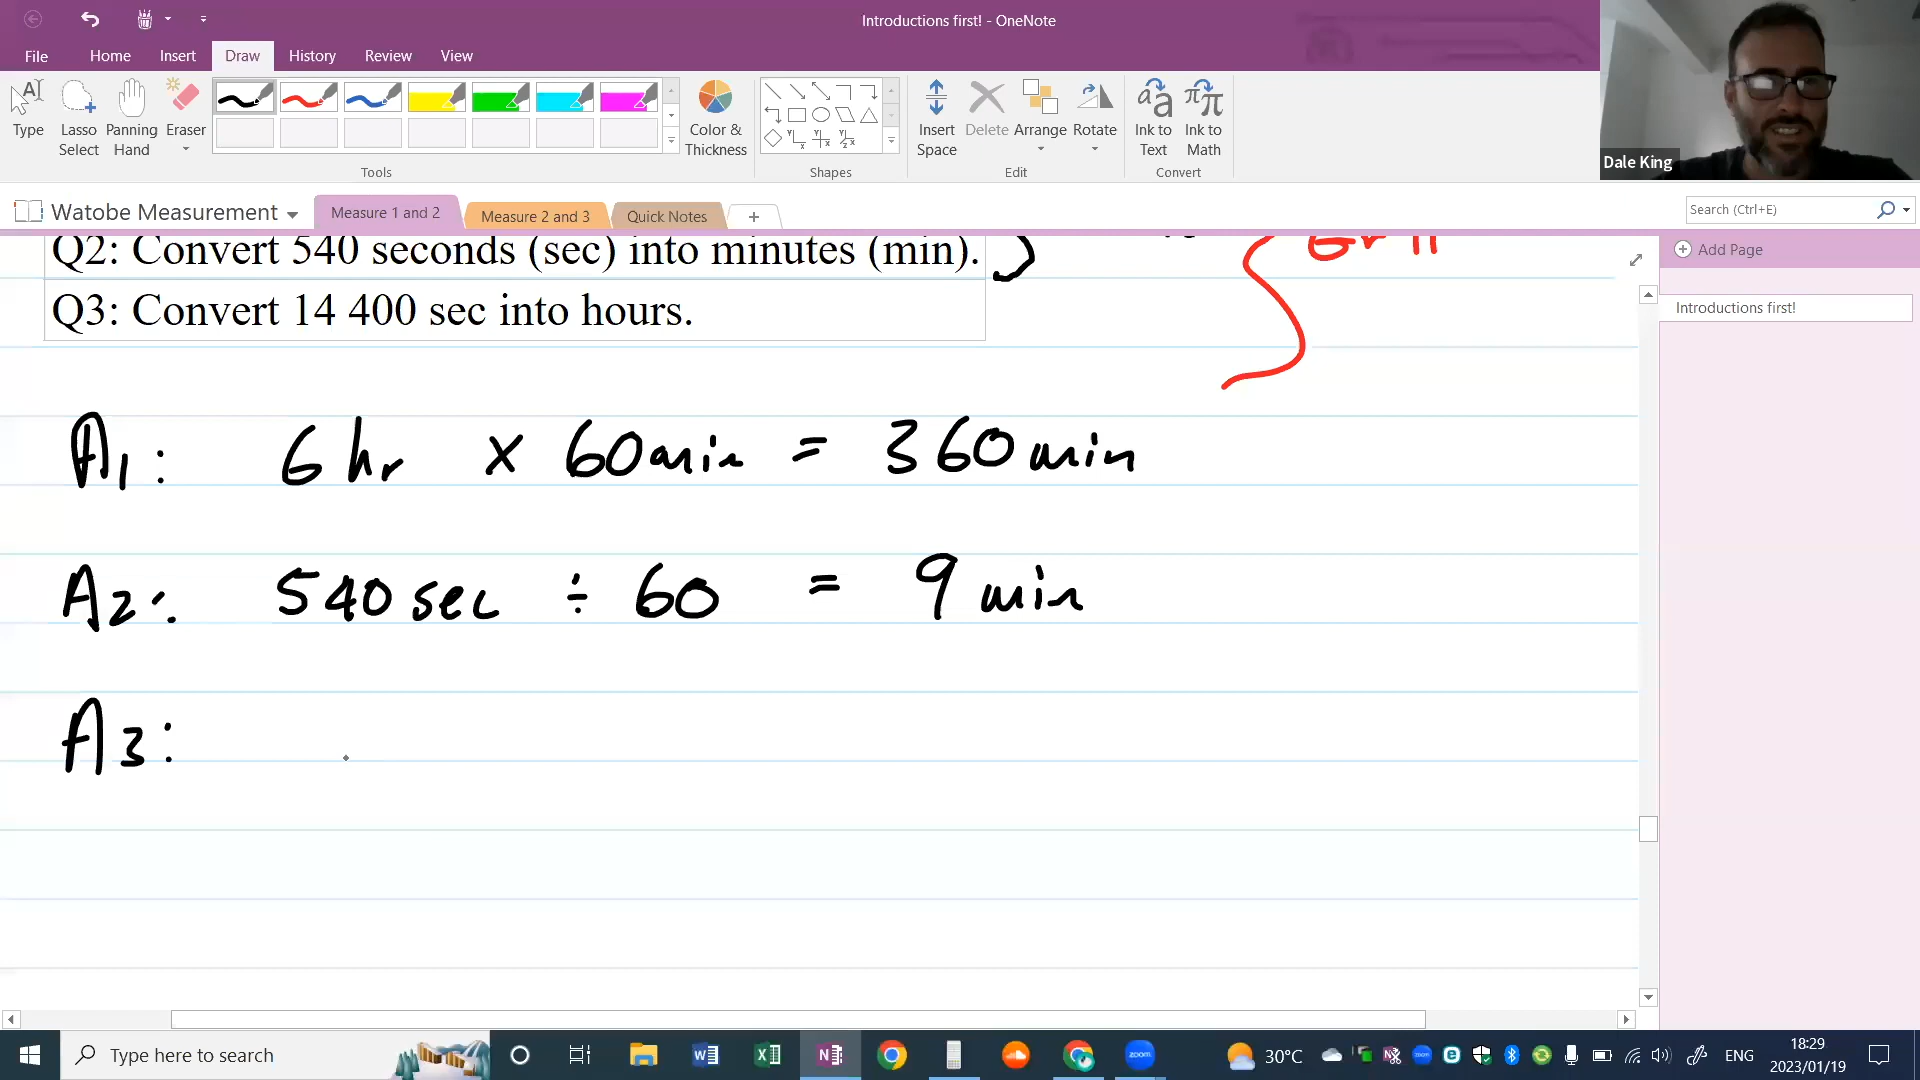 Introductions first! - OneNote
File Home Insert Draw History Review View
Type
Lasso Select
Panning Hand
Eraser
Color & Thickness
Insert Space
Delete
Arrange
Rotate
Ink to Text
Ink to Math
Tools
Shapes
Edit
Convert
Dale King
Watobe Measurement
Measure 1 and 2
Measure 2 and 3
Quick Notes
Search (Ctrl+E)
Add Page
Introductions first!
Q2: Convert 540 seconds (sec) into minutes (min).
Q3: Convert 14 400 sec into hours.
A1: 6 hr x 60min = 360 min
A2: 540 sec ÷ 60 = 9 min
A3:
Type here to search
30°C
ENG
18:29
2023/01/19